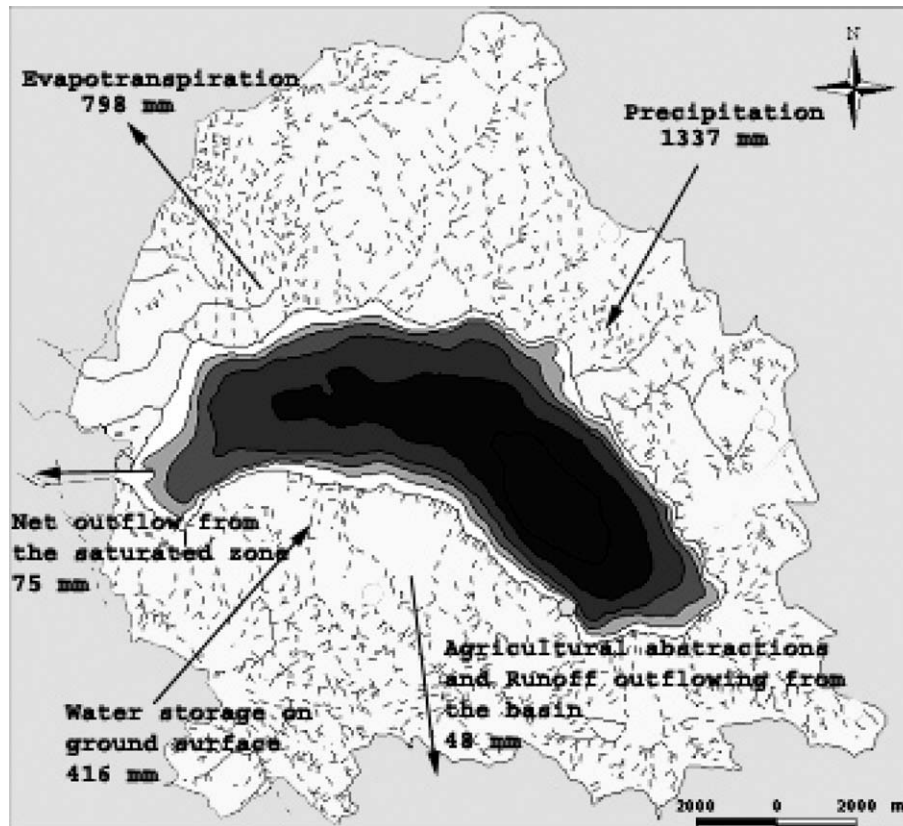 N
Evapotranspiration
798 mm
Precipitation
1337 mm
Net outflow from
the saturated zone
75 mm
Water storage on
ground surface
416 mm
Agricultural abstractions
and Runoff outflowing from
the basin
48 mm
2000 0 2000 m